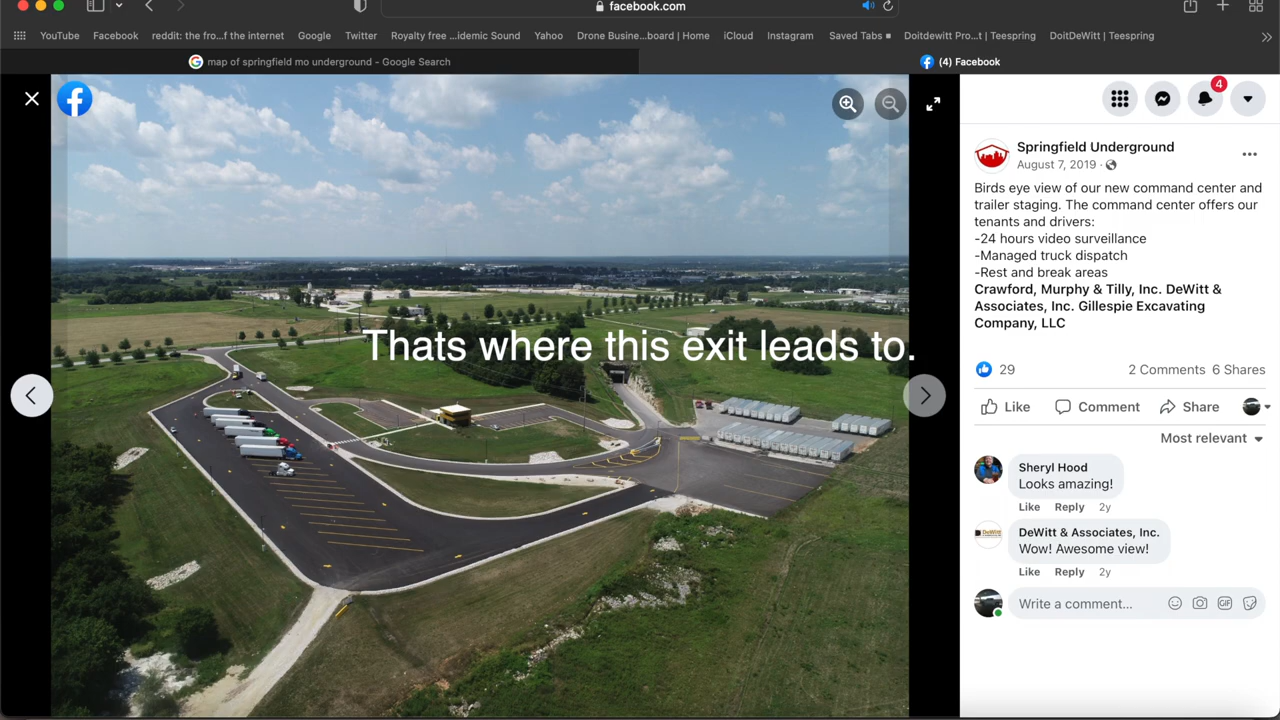 facebook.com
YouTube Facebook reddit: the fro...f the internet Google Twitter Royalty free ...idemic Sound Yahoo Drone Busine...board | Home iCloud Instagram Saved Tabs Doitdewitt Pro...t | Teespring DoitDeWitt | Teespring
map of springfield mo underground - Google Search
(4) Facebook
4
Springfield Underground
August 7, 2019
Birds eye view of our new command center and
trailer staging. The command center offers our
tenants and drivers:
-24 hours video surveillance
-Managed truck dispatch
-Rest and break areas
Crawford, Murphy & Tilly, Inc. DeWitt &
Associates, Inc. Gillespie Excavating
Company, LLC
Thats where this exit leads to.
29 2 Comments 6 Shares
Like Comment Share
Most relevant
Sheryl Hood
Looks amazing!
Like Reply 2y
DeWitt & Associates, Inc.
Wow! Awesome view!
Like Reply 2y
Write a comment...
GIF